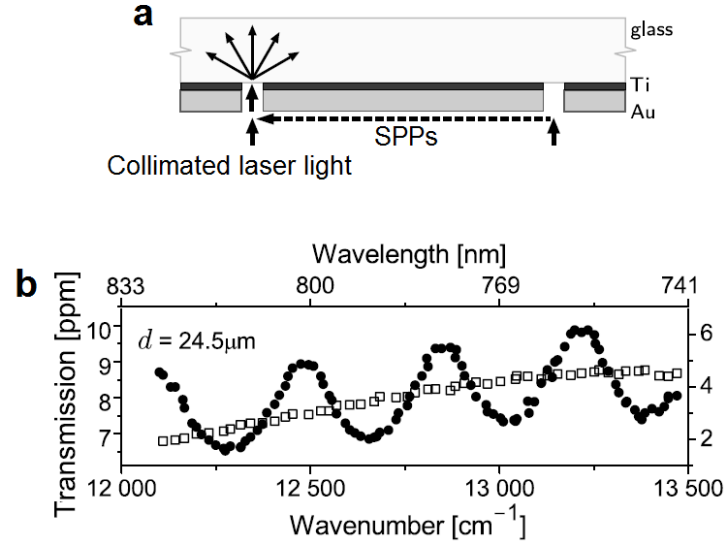 a
glass
Ti
Au
SPPs
Collimated laser light
b
Wavelength [nm]
833 800 769 741
Transmission [ppm]
10
9
8
7
d = 24.5μm
6
4
2
12 000 12 500 13 000 13 500
Wavenumber [cm⁻¹]